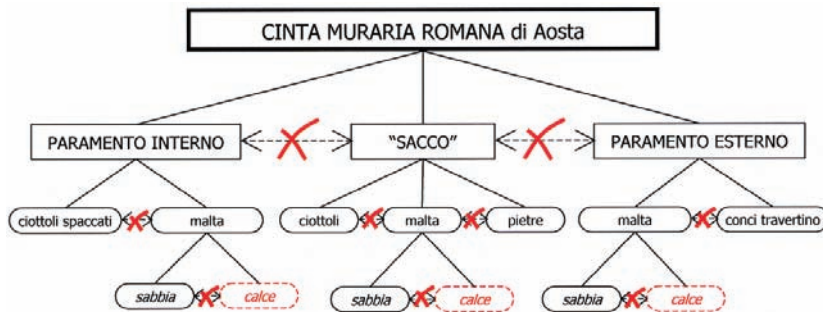 CINTA MURARIA ROMANA di Aosta
PARAMENTO INTERNO
"SACCO"
PARAMENTO ESTERNO
ciottoli spaccati
malta
ciottoli
malta
pietre
malta
conci travertino
sabbia
calce
sabbia
calce
sabbia
calce